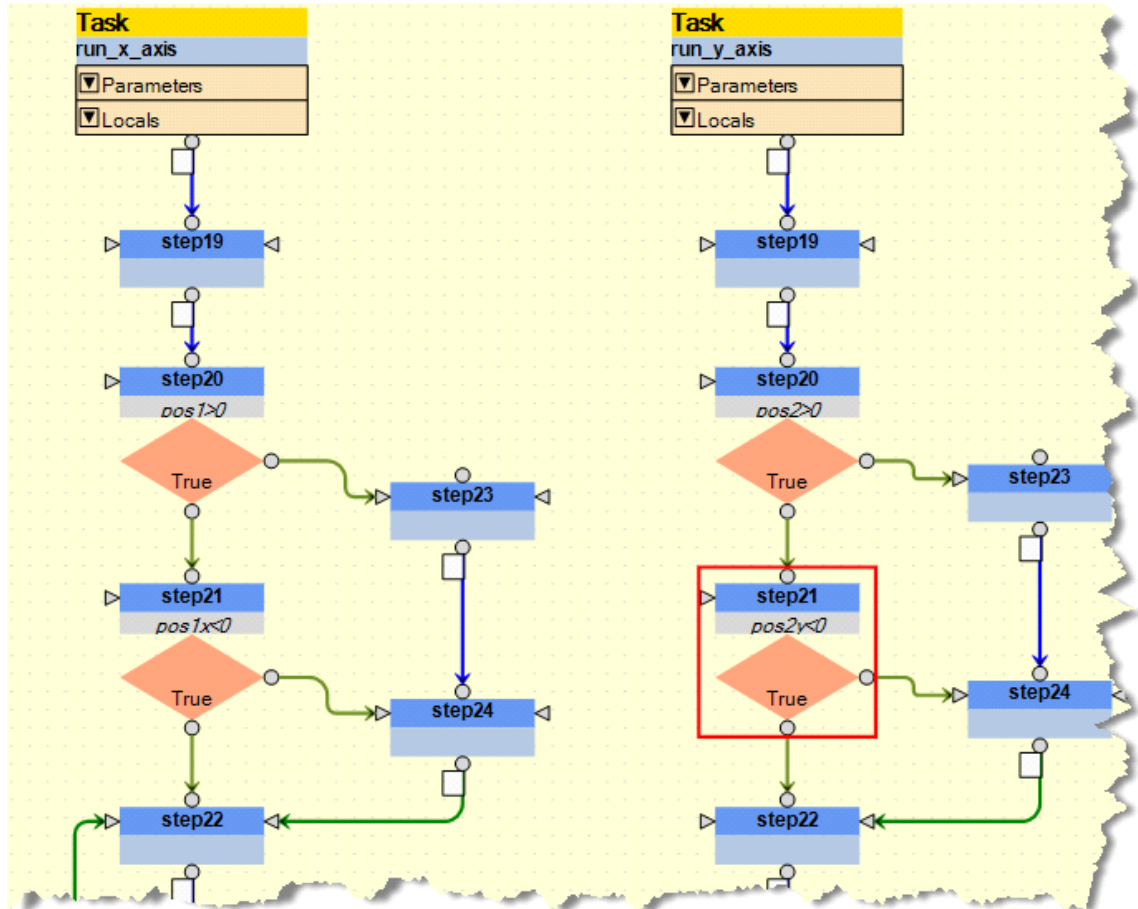 Task
run_x_axis
Parameters
Locals
step19
step20
pos1>0
True
step23
step21
pos1x<0
True
step24
step22
Task
run_y_axis
Parameters
Locals
step19
step20
pos2>0
True
step23
step21
pos2y<0
True
step24
step22